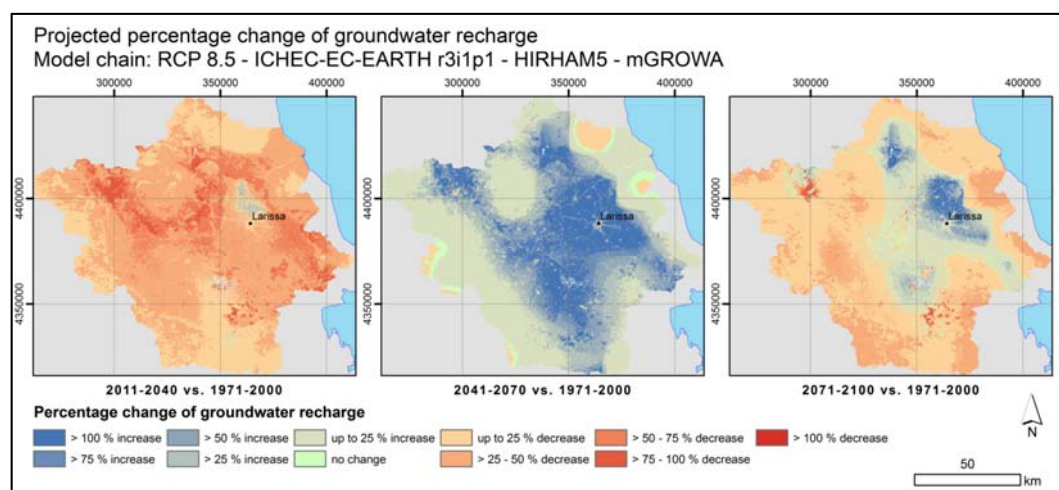 Projected percentage change of groundwater recharge
Model chain: RCP 8.5 - ICHEC-EC-EARTH r3i1p1 - HIRHAM5 - mGROWA
300000 350000 400000 300000 350000 400000 300000 350000 400000
4400000 4400000 4400000
Larissa Larissa Larissa
4350000 4350000 4350000
2011-2040 vs. 1971-2000 2041-2070 vs. 1971-2000 2071-2100 vs. 1971-2000
Percentage change of groundwater recharge
> 100 % increase > 50 % increase up to 25 % increase up to 25 % decrease > 50 - 75 % decrease > 100 % decrease
> 75 % increase > 25 % increase no change > 25 - 50 % decrease > 75 - 100 % decrease
N
50
km